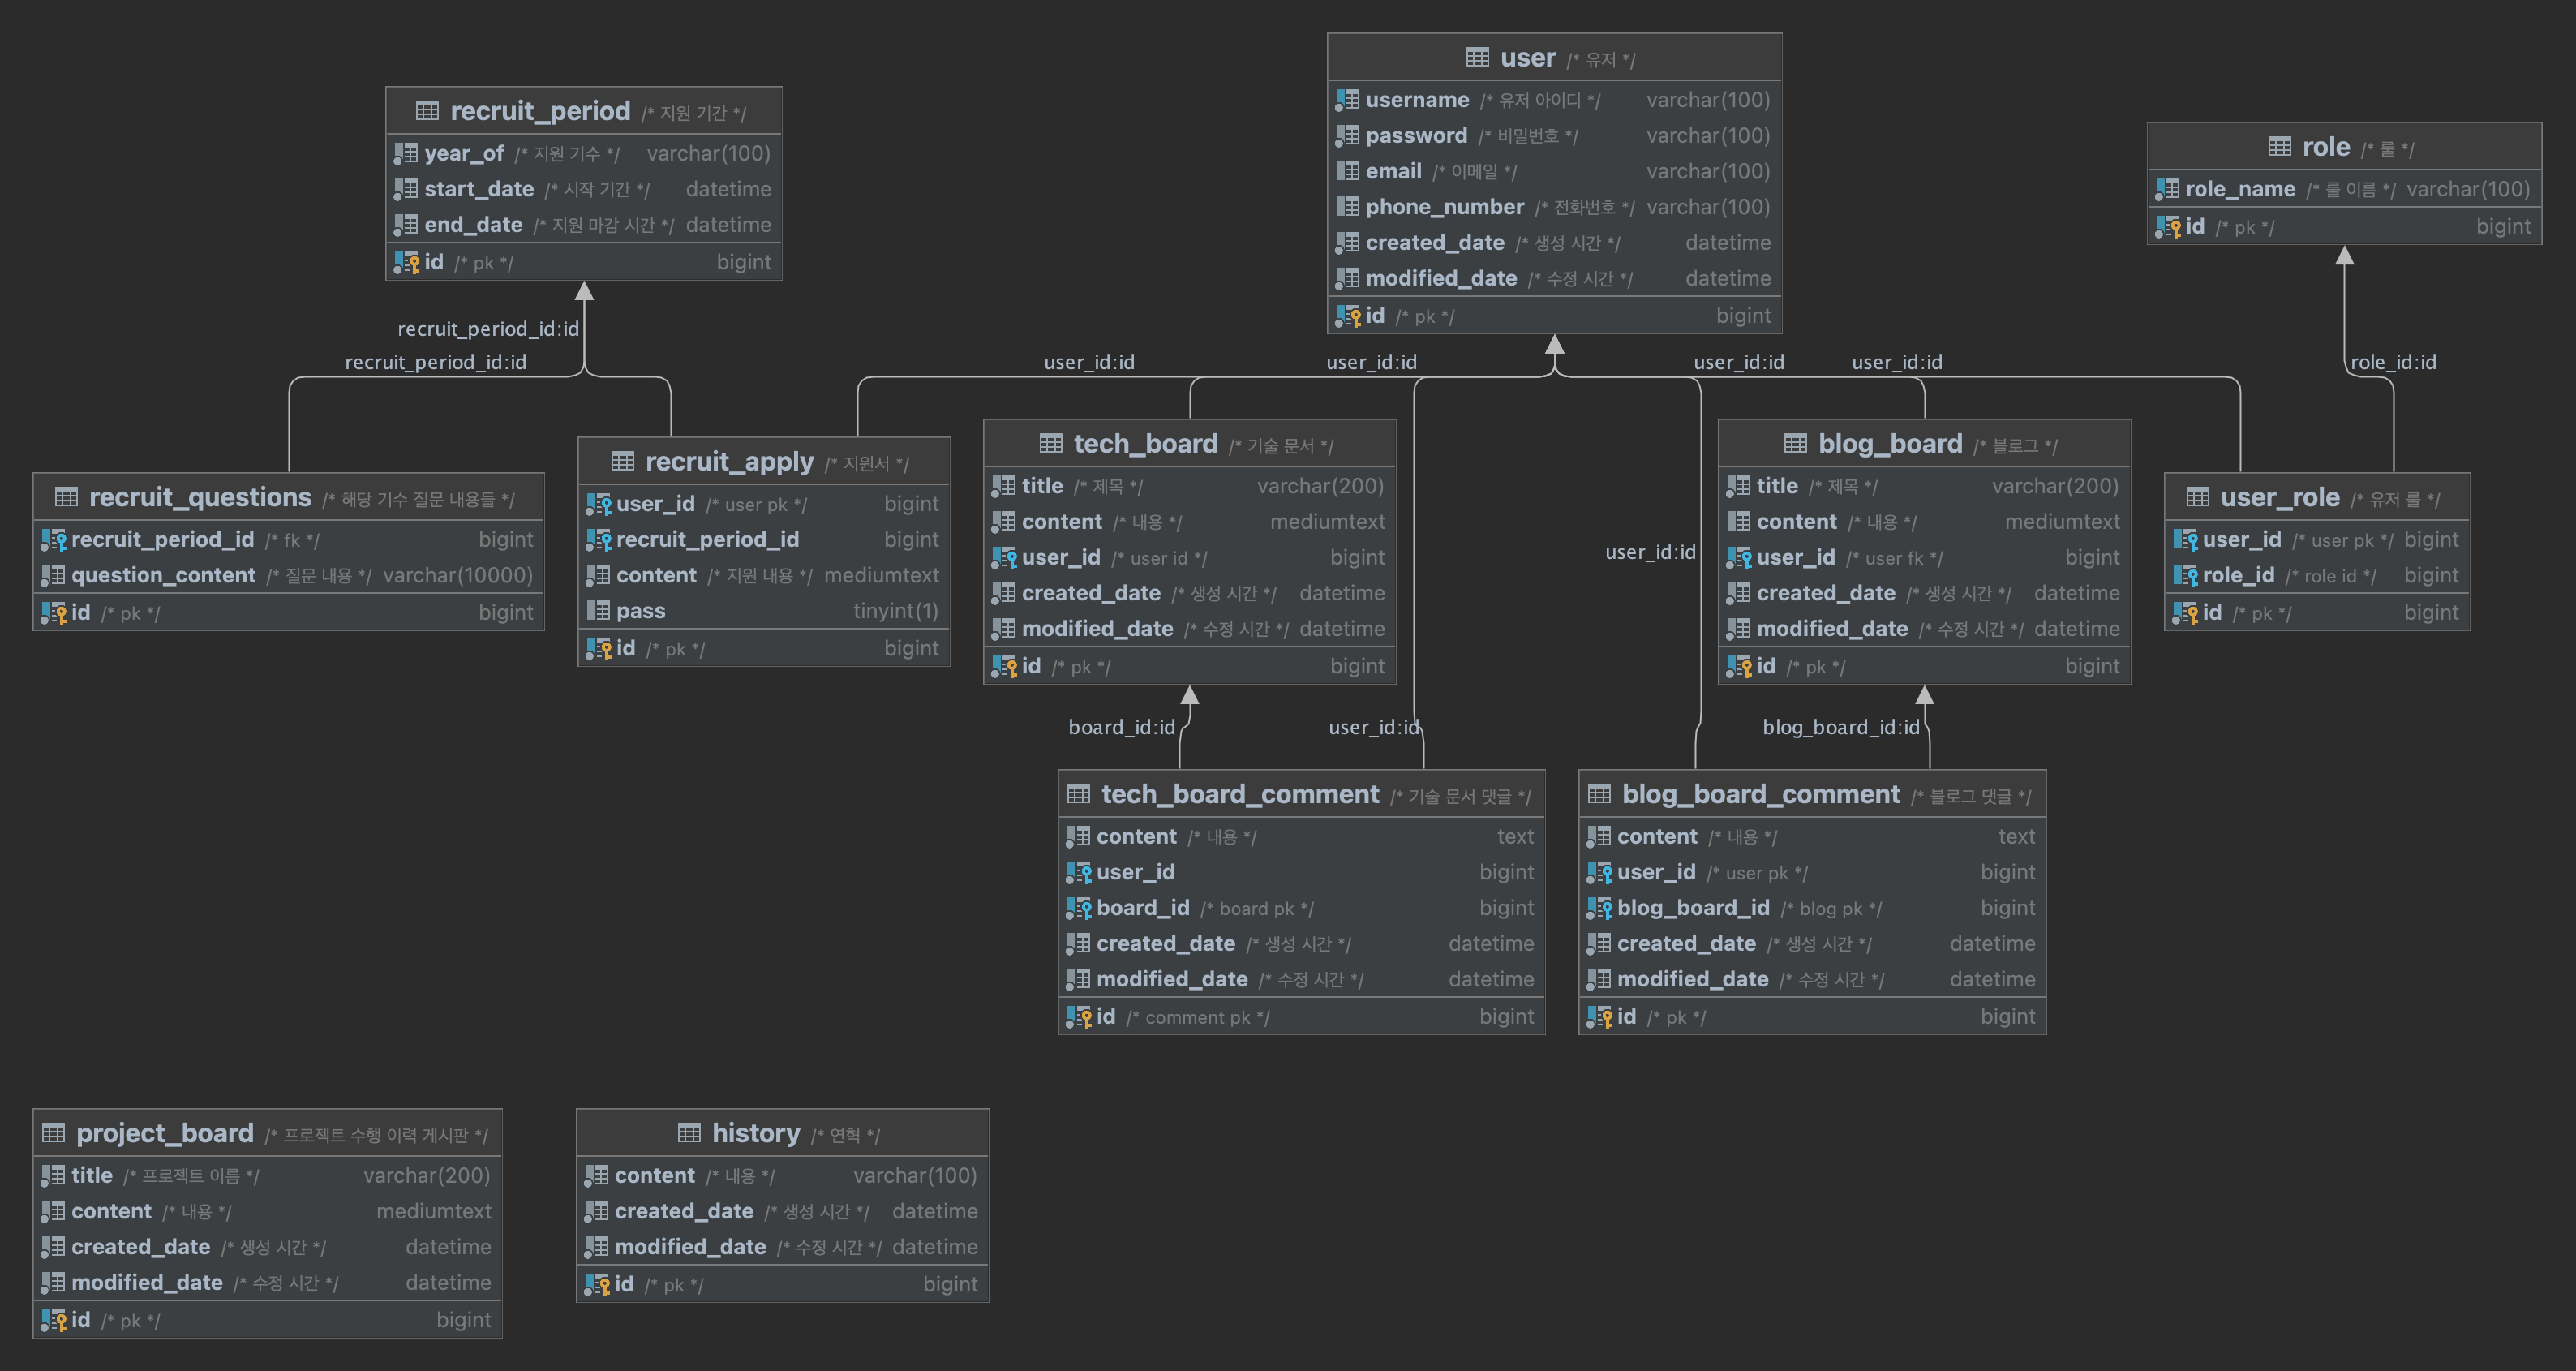 user /* 유저 */
username /* 유저 아이디 */ varchar(100)
password /* 비밀번호 */ varchar(100)
email /* 이메일 */ varchar(100)
phone_number /* 전화번호 */ varchar(100)
created_date /* 생성 시간 */ datetime
modified_date /* 수정 시간 */ datetime
id /* pk */ bigint
recruit_period /* 지원 기간 */
year_of /* 지원 기수 */ varchar(100)
start_date /* 시작 기간 */ datetime
end_date /* 지원 마감 시간 */ datetime
id /* pk */ bigint
role /* 룰 */
role_name /* 룰 이름 */ varchar(100)
id /* pk */ bigint
recruit_period_id:id
recruit_period_id:id
user_id:id
user_id:id
user_id:id
user_id:id
role_id:id
recruit_questions /* 해당 기수 질문 내용들 */
recruit_period_id /* fk */ bigint
question_content /* 질문 내용 */ varchar(10000)
id /* pk */ bigint
recruit_apply /* 지원서 */
user_id /* user pk */ bigint
recruit_period_id bigint
content /* 지원 내용 */ mediumtext
pass tinyint(1)
id /* pk */ bigint
tech_board /* 기술 문서 */
title /* 제목 */ varchar(200)
content /* 내용 */ mediumtext
user_id /* user id */ bigint
created_date /* 생성 시간 */ datetime
modified_date /* 수정 시간 */ datetime
id /* pk */ bigint
user_id:id
blog_board /* 블로그 */
title /* 제목 */ varchar(200)
content /* 내용 */ mediumtext
user_id /* user fk */ bigint
created_date /* 생성 시간 */ datetime
modified_date /* 수정 시간 */ datetime
id /* pk */ bigint
user_role /* 유저 룰 */
user_id /* user pk */ bigint
role_id /* role id */ bigint
id /* pk */ bigint
board_id:id
user_id:id
blog_board_id:id
tech_board_comment /* 기술 문서 댓글 */
content /* 내용 */ text
user_id bigint
board_id /* board pk */ bigint
created_date /* 생성 시간 */ datetime
modified_date /* 수정 시간 */ datetime
id /* comment pk */ bigint
blog_board_comment /* 블로그 댓글 */
content /* 내용 */ text
user_id /* user pk */ bigint
blog_board_id /* blog pk */ bigint
created_date /* 생성 시간 */ datetime
modified_date /* 수정 시간 */ datetime
id /* pk */ bigint
project_board /* 프로젝트 수행 이력 게시판 */
title /* 프로젝트 이름 */ varchar(200)
content /* 내용 */ mediumtext
created_date /* 생성 시간 */ datetime
modified_date /* 수정 시간 */ datetime
id /* pk */ bigint
history /* 연혁 */
content /* 내용 */ varchar(100)
created_date /* 생성 시간 */ datetime
modified_date /* 수정 시간 */ datetime
id /* pk */ bigint